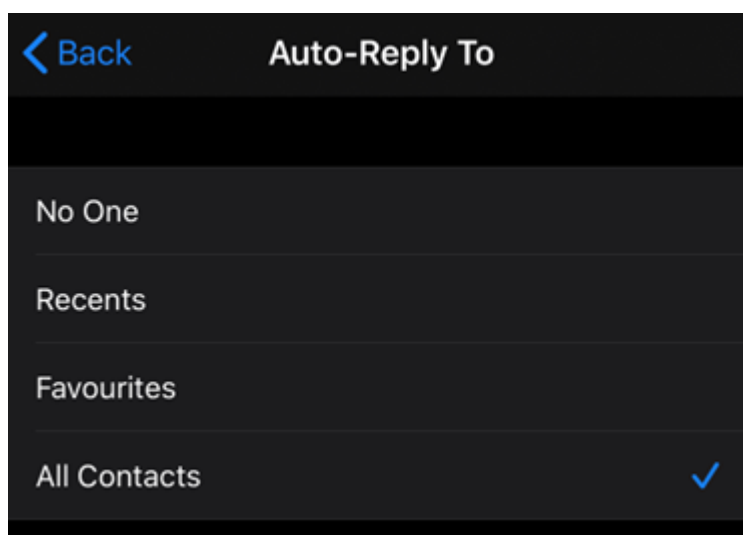 Back Auto-Reply To
No One
Recents
Favourites
All Contacts